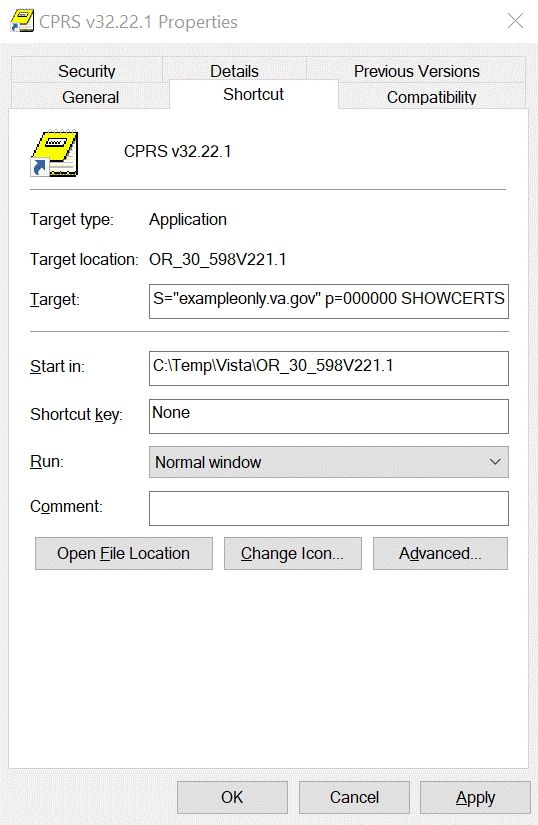 CPRS v32.22.1 Properties
Security Details Previous Versions
General Shortcut Compatibility
CPRS v32.22.1
Target type: Application
Target location: OR_30_598V221.1
Target: S="exampleonly.va.gov" p=000000 SHOWCERTS
Start in: C:\Temp\Vista\OR_30_598V221.1
Shortcut key: None
Run: Normal window
Comment:
Open File Location Change Icon... Advanced...
OK Cancel Apply